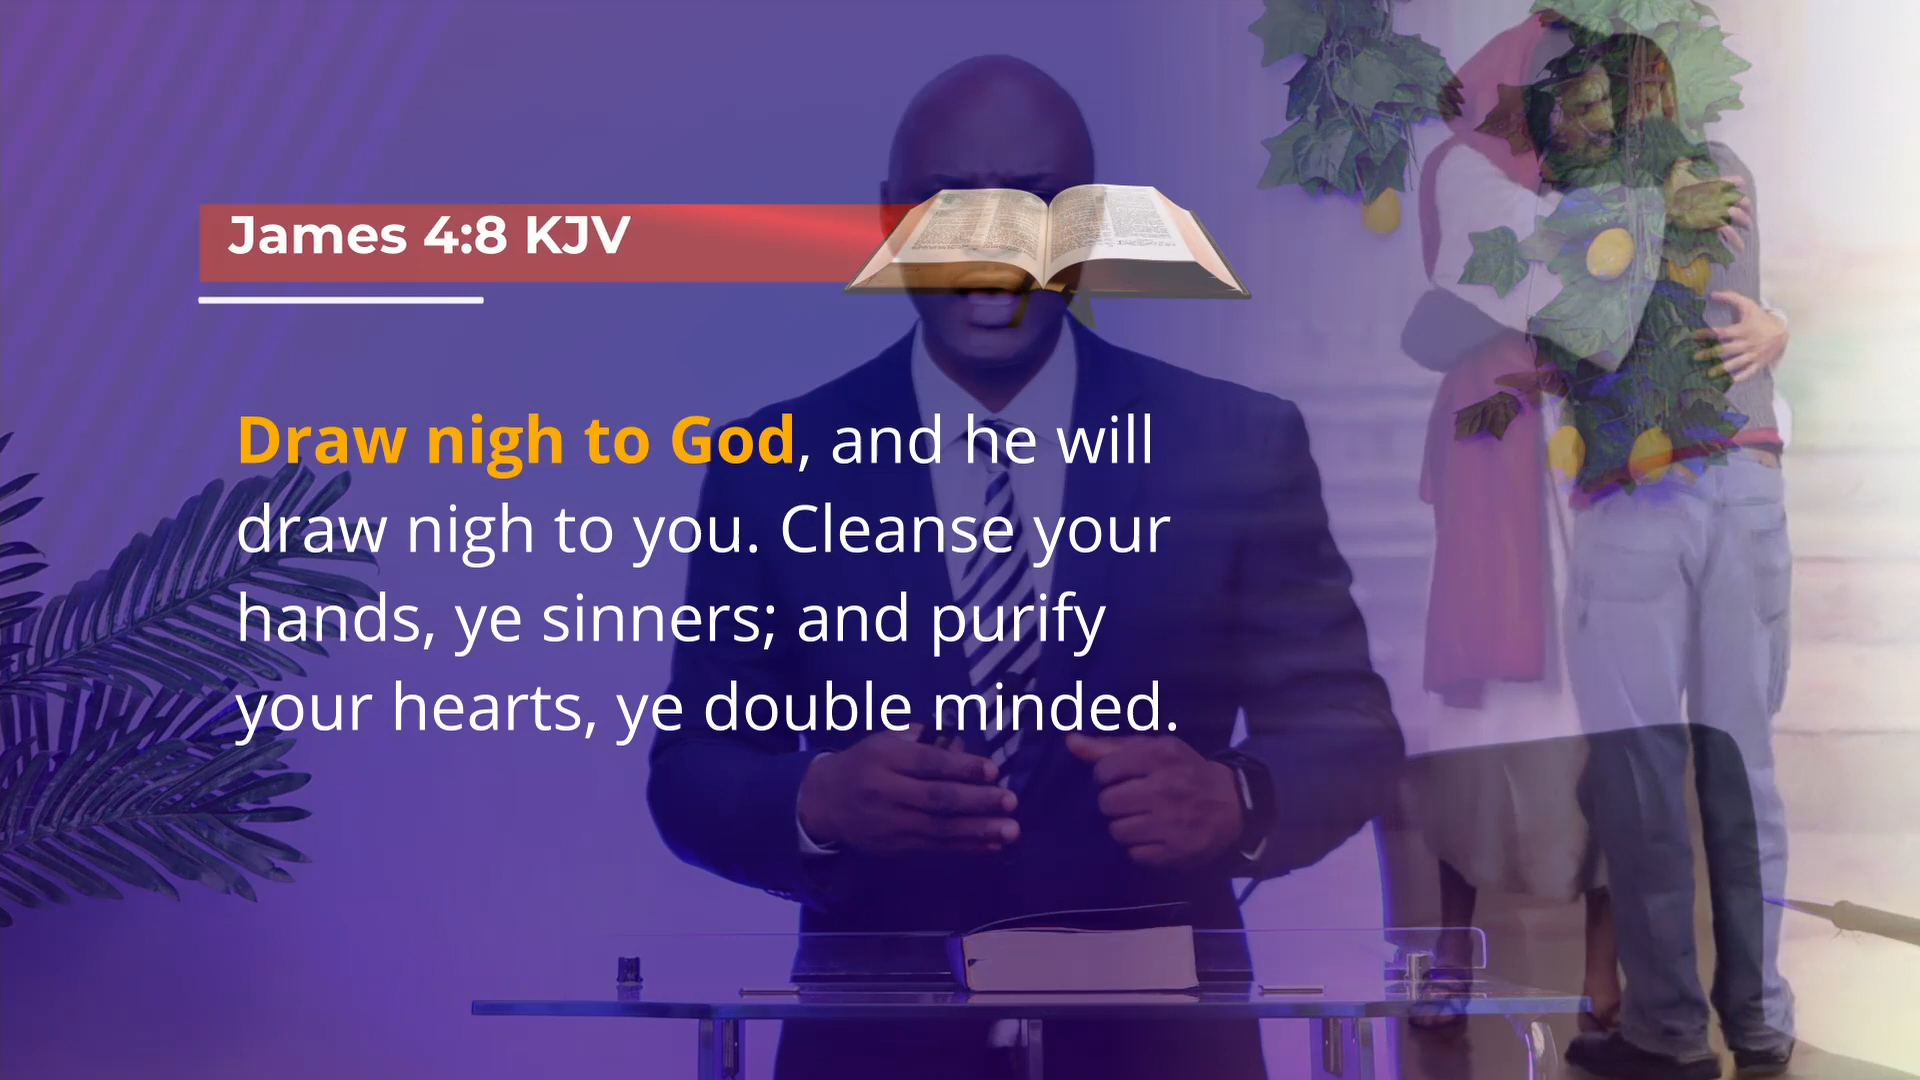 James 4:8 KJV
Draw nigh to God, and he will
draw nigh to you. Cleanse your
hands, ye sinners; and purify
your hearts, ye double minded.